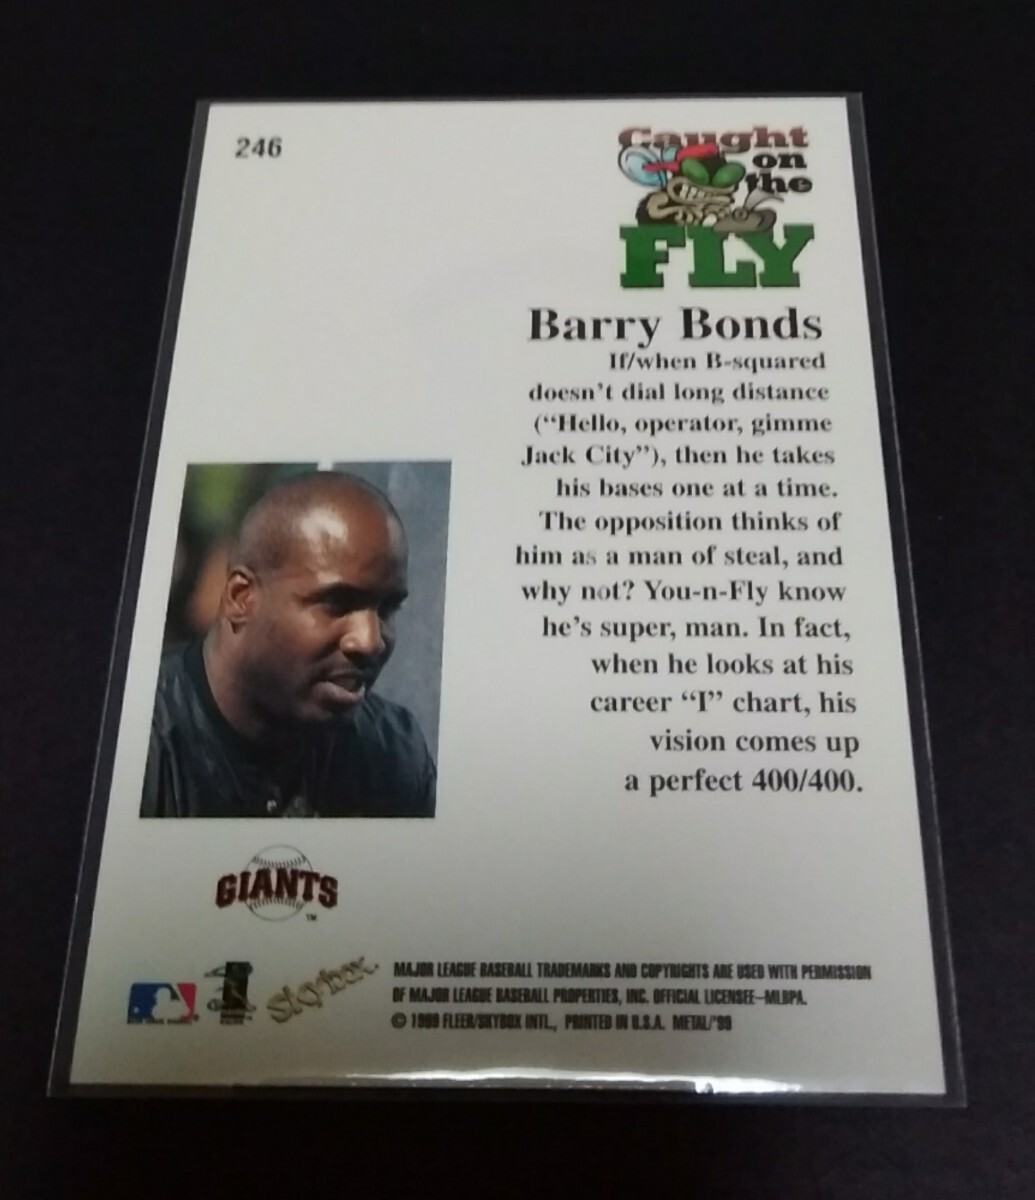 246
Caught
on
the
FLY
Barry Bonds
If/when B-squared
doesn't dial long distance
("Hello, operator, gimme
Jack City"), then he takes
his bases one at a time.
The opposition thinks of
him as a man of steal, and
why not? You-n-Fly know
he's super, man. In fact,
when he looks at his
career "I" chart, his
vision comes up
a perfect 400/400.
GIANTS
TM
Skybox
MAJOR LEAGUE BASEBALL TRADEMARKS AND COPYRIGHTS ARE USED WITH PERMISSION
OF MAJOR LEAGUE BASEBALL PROPERTIES, INC. OFFICIAL LICENSEE–MLBPA.
© 1999 FLEER/SKYBOX INTL., PRINTED IN U.S.A. METAL/'99